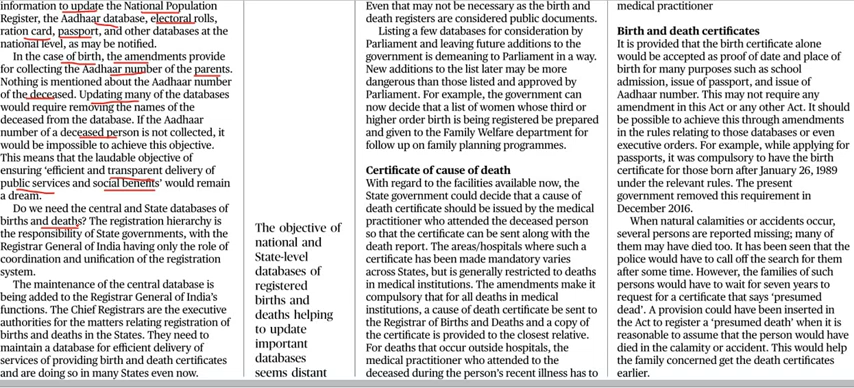 information to update the National Population
Register, the Aadhaar database, electoral rolls,
ration card, passport, and other databases at the
national level, as may be notified.
In the case of birth, the amendments provide
for collecting the Aadhaar number of the parents.
Nothing is mentioned about the Aadhaar number
of the deceased. Updating many of the databases
would require removing the names of the
deceased from the database. If the Aadhaar
number of a deceased person is not collected, it
would be impossible to achieve this objective.
This means that the laudable objective of
ensuring ‘efficient and transparent delivery of
public services and social benefits’ would remain
a dream.
Do we need the central and State databases of
births and deaths? The registration hierarchy is
the responsibility of State governments, with the
Registrar General of India having only the role of
coordination and unification of the registration
system.
The maintenance of the central database is
being added to the Registrar General of India’s
functions. The Chief Registrars are the executive
authorities for the matters relating registration of
births and deaths in the States. They need to
maintain a database for efficient delivery of
services of providing birth and death certificates
and are doing so in many States even now.
The objective of
national and
State-level
databases of
registered
births and
deaths helping
to update
important
databases
seems distant
Even that may not be necessary as the birth and
death registers are considered public documents.
Listing a few databases for consideration by
Parliament and leaving future additions to the
government is demeaning to Parliament in a way.
New additions to the list later may be more
dangerous than those listed and approved by
Parliament. For example, the government can
now decide that a list of women whose third or
higher order birth is being registered be prepared
and given to the Family Welfare department for
follow up on family planning programmes.
Certificate of cause of death
With regard to the facilities available now, the
State government could decide that a cause of
death certificate should be issued by the medical
practitioner who attended the deceased person
so that the certificate can be sent along with the
death report. The areas/hospitals where such a
certificate has been made mandatory varies
across States, but is generally restricted to deaths
in medical institutions. The amendments make it
compulsory that for all deaths in medical
institutions, a cause of death certificate be sent to
the Registrar of Births and Deaths and a copy of
the certificate is provided to the closest relative.
For deaths that occur outside hospitals, the
medical practitioner who attended to the
deceased during the person’s recent illness has to
medical practitioner
Birth and death certificates
It is provided that the birth certificate alone
would be accepted as proof of date and place of
birth for many purposes such as school
admission, issue of passport, and issue of
Aadhaar number. This may not require any
amendment in this Act or any other Act. It should
be possible to achieve this through amendments
in the rules relating to those databases or even
executive orders. For example, while applying for
passports, it was compulsory to have the birth
certificate for those born after January 26, 1989
under the relevant rules. The present
government removed this requirement in
December 2016.
When natural calamities or accidents occur,
several persons are reported missing; many of
them may have died too. It has been seen that the
police would have to call off the search for them
after some time. However, the families of such
persons would have to wait for seven years to
request for a certificate that says ‘presumed
dead’. A provision could have been inserted in
the Act to register a ‘presumed death’ when it is
reasonable to assume that the person would have
died in the calamity or accident. This would help
the family concerned get the death certificates
earlier.